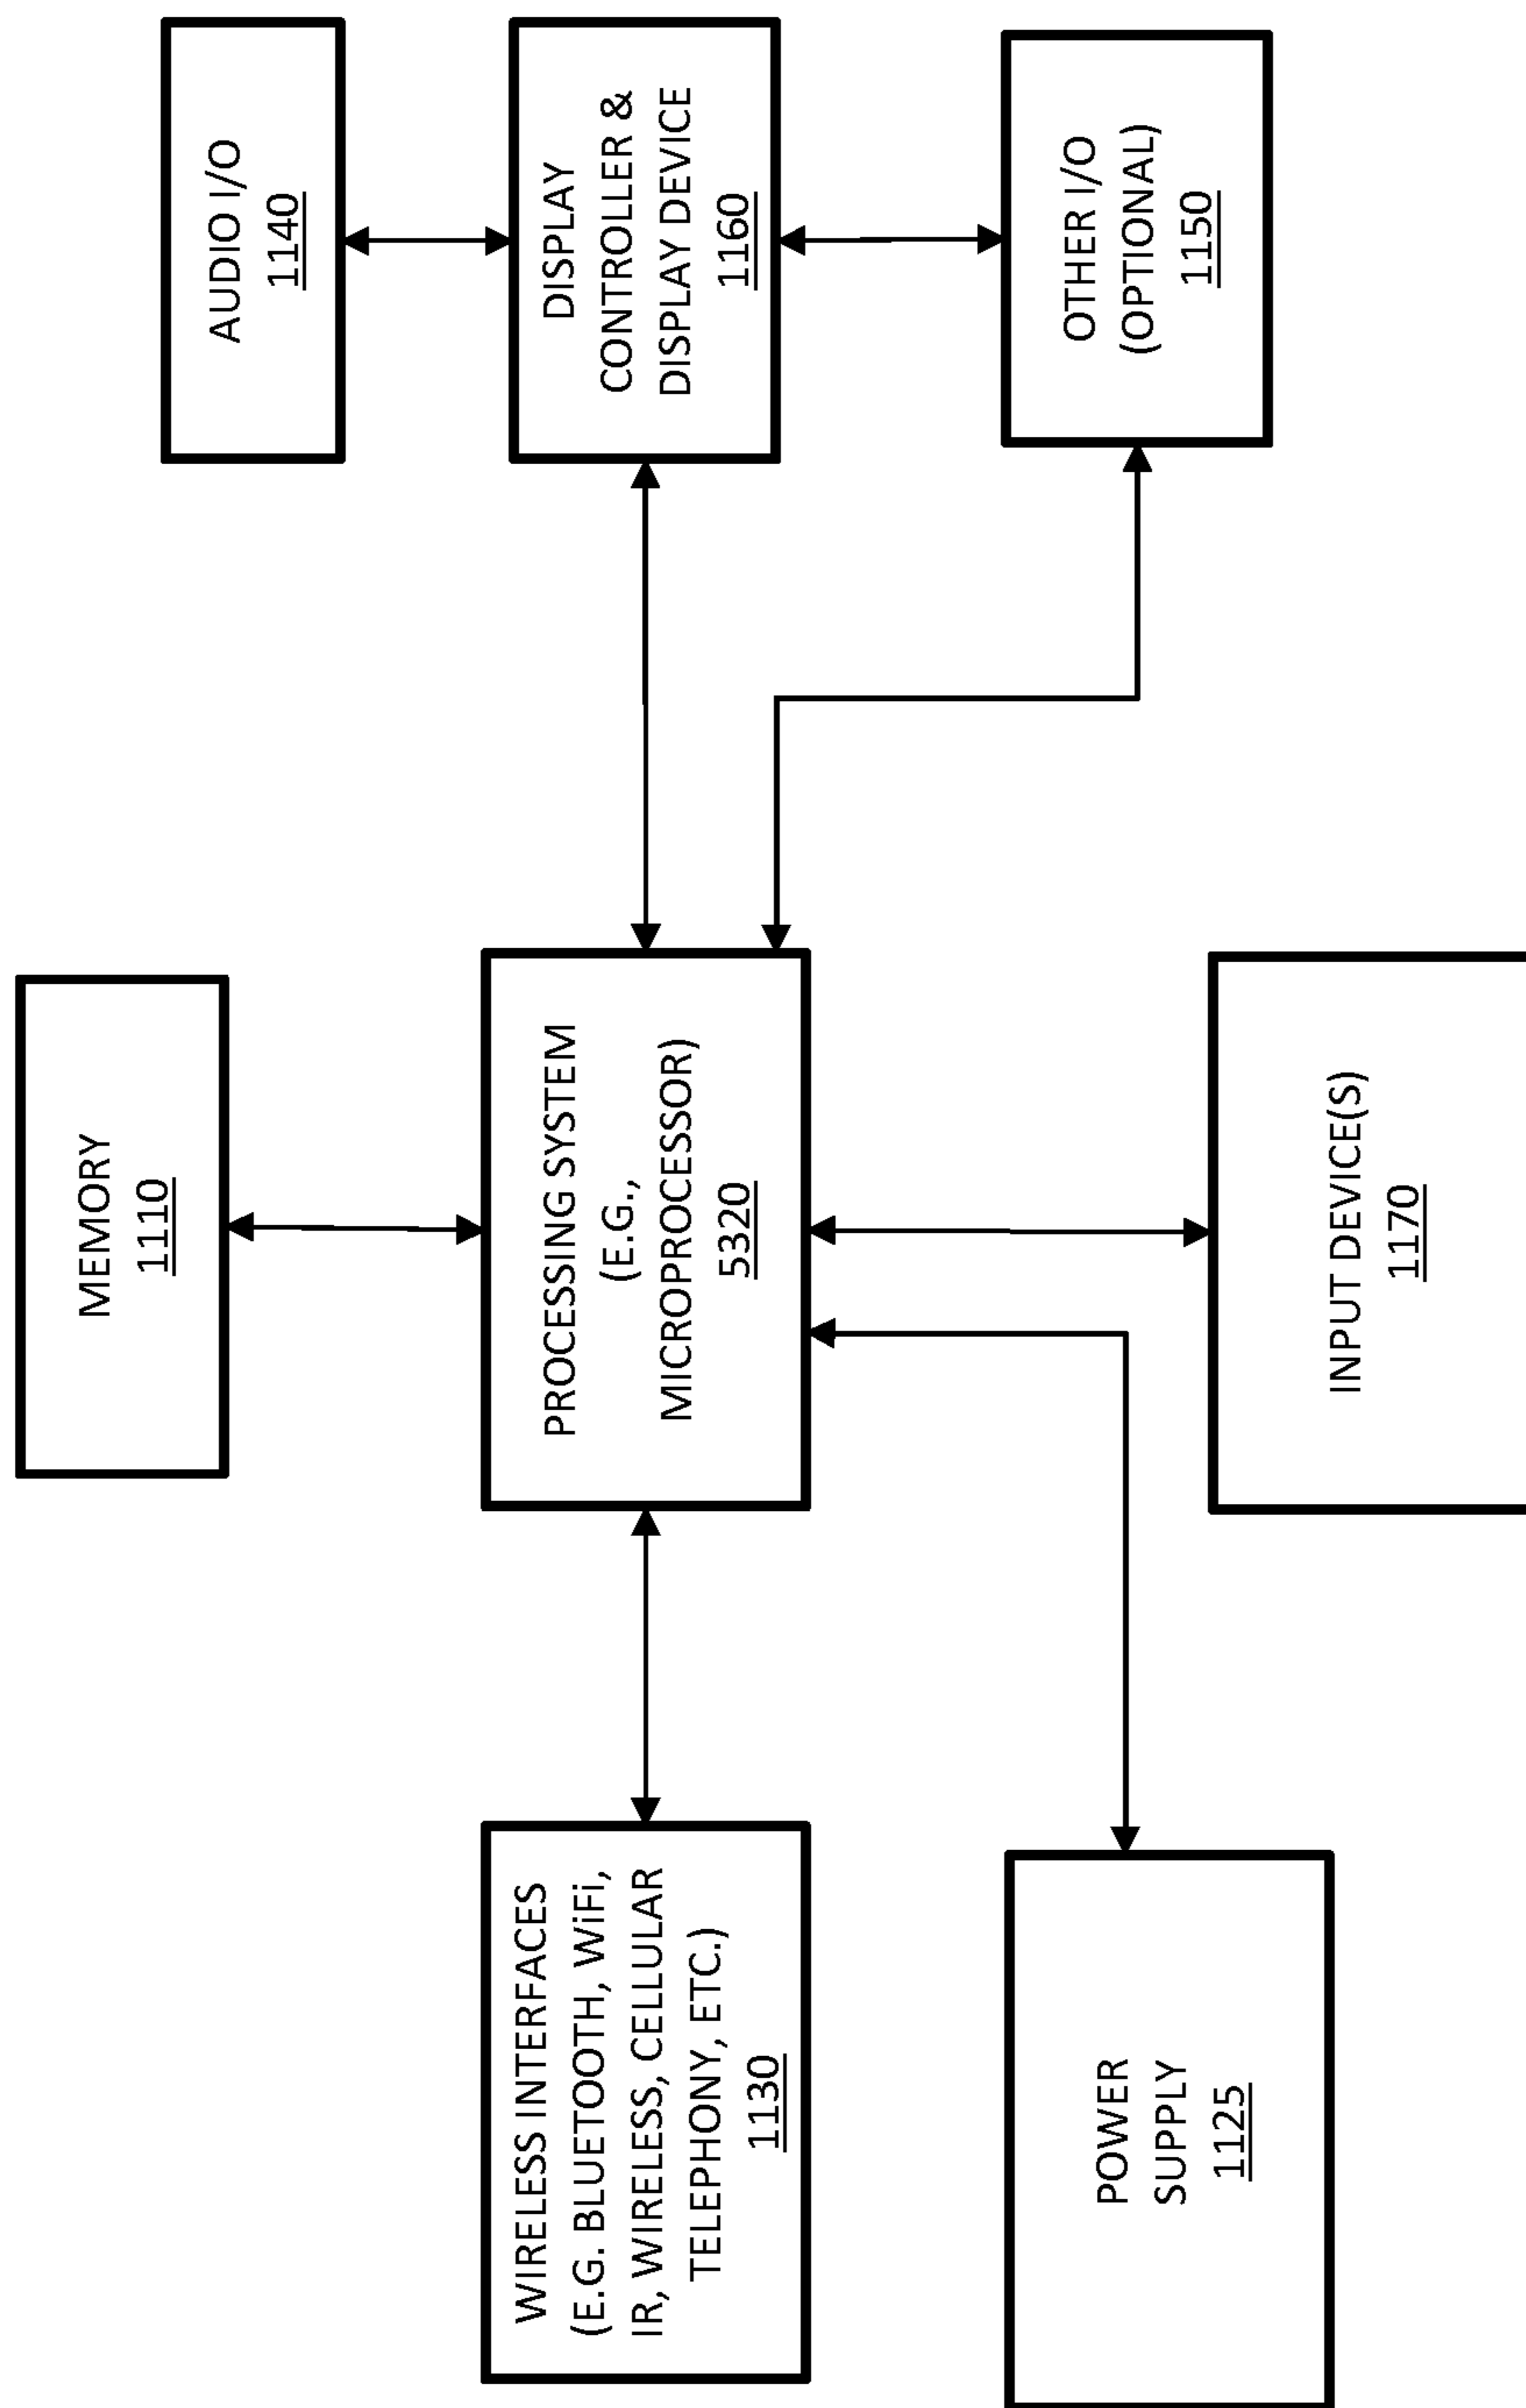 MEMORY
1110
WIRELESS INTERFACES
(E.G. BLUETOOTH, WiFi,
IR, WIRELESS, CELLULAR
TELEPHONY, ETC.)
1130
PROCESSING SYSTEM
(E.G.,
MICROPROCESSOR)
5320
AUDIO I/O
1140
DISPLAY
CONTROLLER &
DISPLAY DEVICE
1160
OTHER I/O
(OPTIONAL)
1150
POWER
SUPPLY
1125
INPUT DEVICE(S)
1170